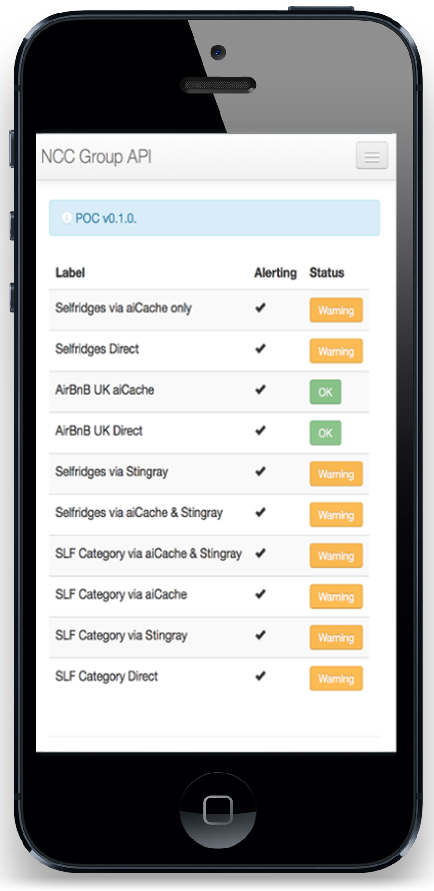 NCC Group API
POC v0.1.0.
Label Alerting Status
Selfridges via aiCache only Warning
Selfridges Direct Warning
AirBnB UK aiCache OK
AirBnB UK Direct OK
Selfridges via Stingray Warning
Selfridges via aiCache & Stingray Warning
SLF Category via aiCache & Stingray Warning
SLF Category via aiCache Warning
SLF Category via Stingray Warning
SLF Category Direct Warning